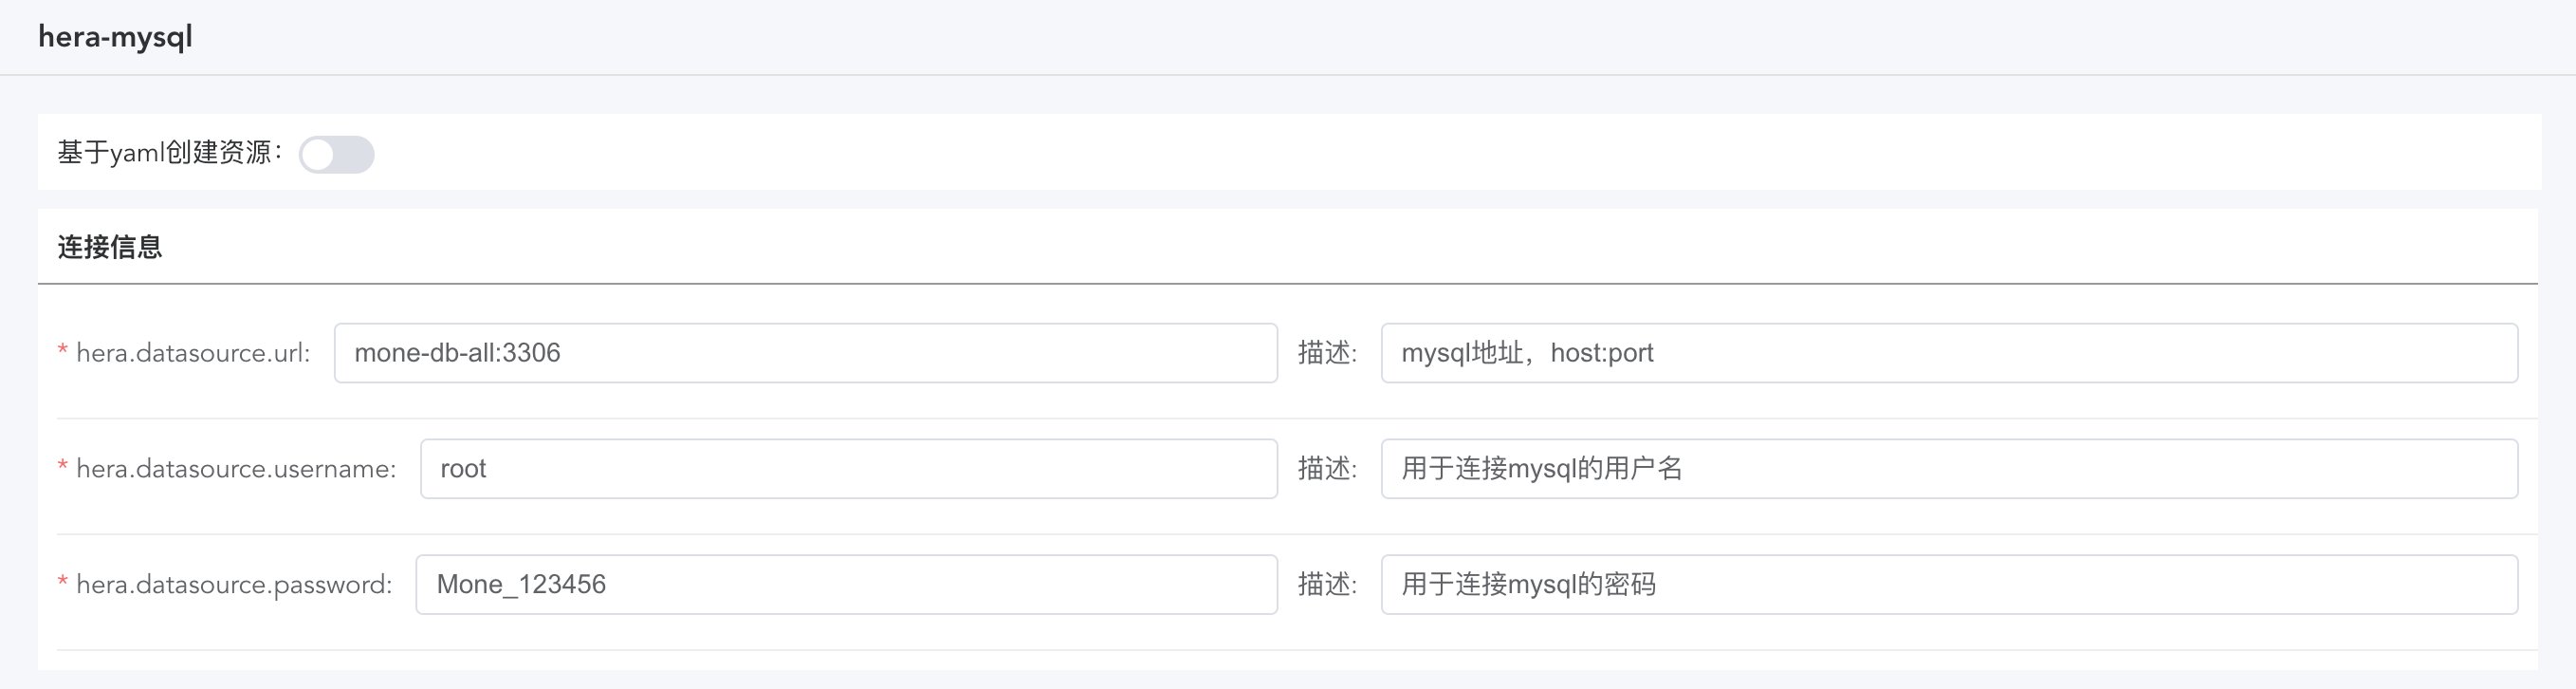 hera-mysql
基于yaml创建资源：
连接信息
* hera.datasource.url: mone-db-all:3306 描述: mysql地址，host:port
* hera.datasource.username: root 描述: 用于连接mysql的用户名
* hera.datasource.password: Mone_123456 描述: 用于连接mysql的密码